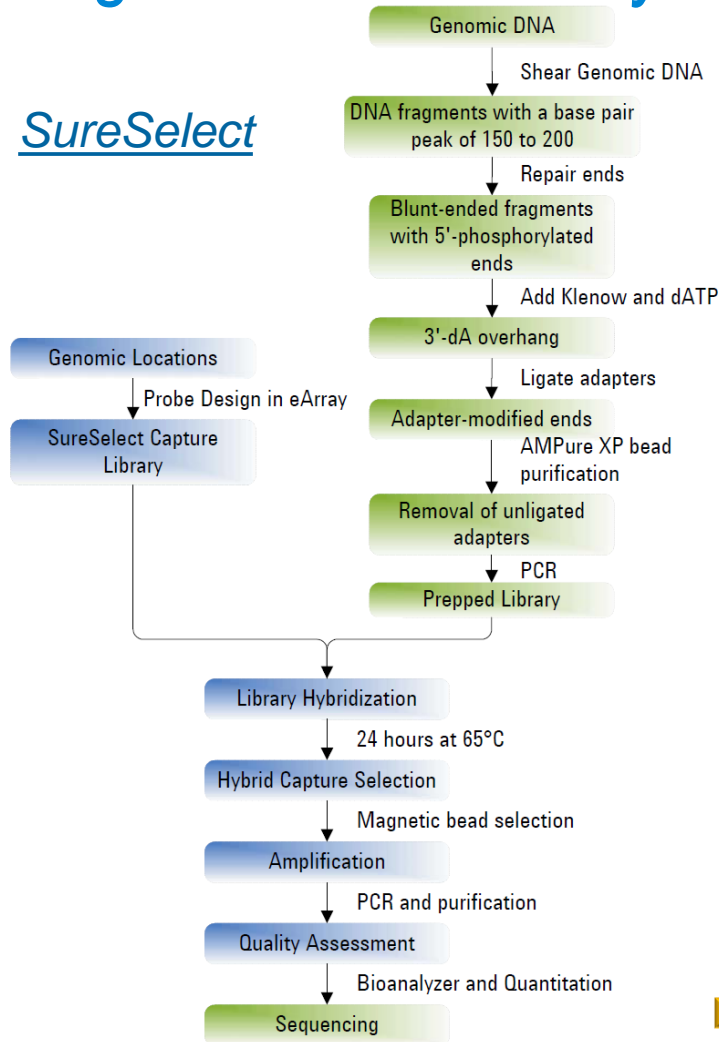 SureSelect
Genomic DNA
Shear Genomic DNA
DNA fragments with a base pair
peak of 150 to 200
Repair ends
Blunt-ended fragments
with 5'-phosphorylated
ends
Add Klenow and dATP
3'-dA overhang
Ligate adapters
Adapter-modified ends
AMPure XP bead
purification
Removal of unligated
adapters
PCR
Prepped Library
Genomic Locations
Probe Design in eArray
SureSelect Capture
Library
Library Hybridization
24 hours at 65°C
Hybrid Capture Selection
Magnetic bead selection
Amplification
PCR and purification
Quality Assessment
Bioanalyzer and Quantitation
Sequencing